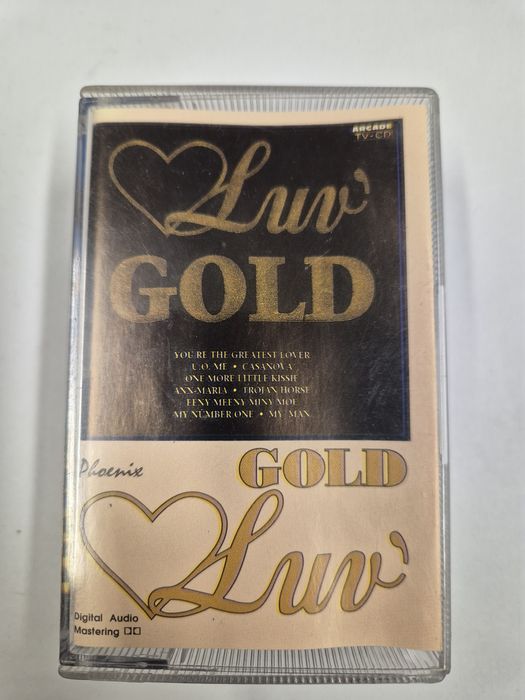 ARCADE
TV-CD
Luv'
GOLD
YOU'RE THE GREATEST LOVER
U.O. ME • CASANOVA
ONE MORE LITTLE KISSIE
ANN-MARIA • TROJAN HORSE
EENY MEENY MINY MOE
MY NUMBER ONE • MY MAN
Phoenix
GOLD
Luv'
Digital Audio
Mastering